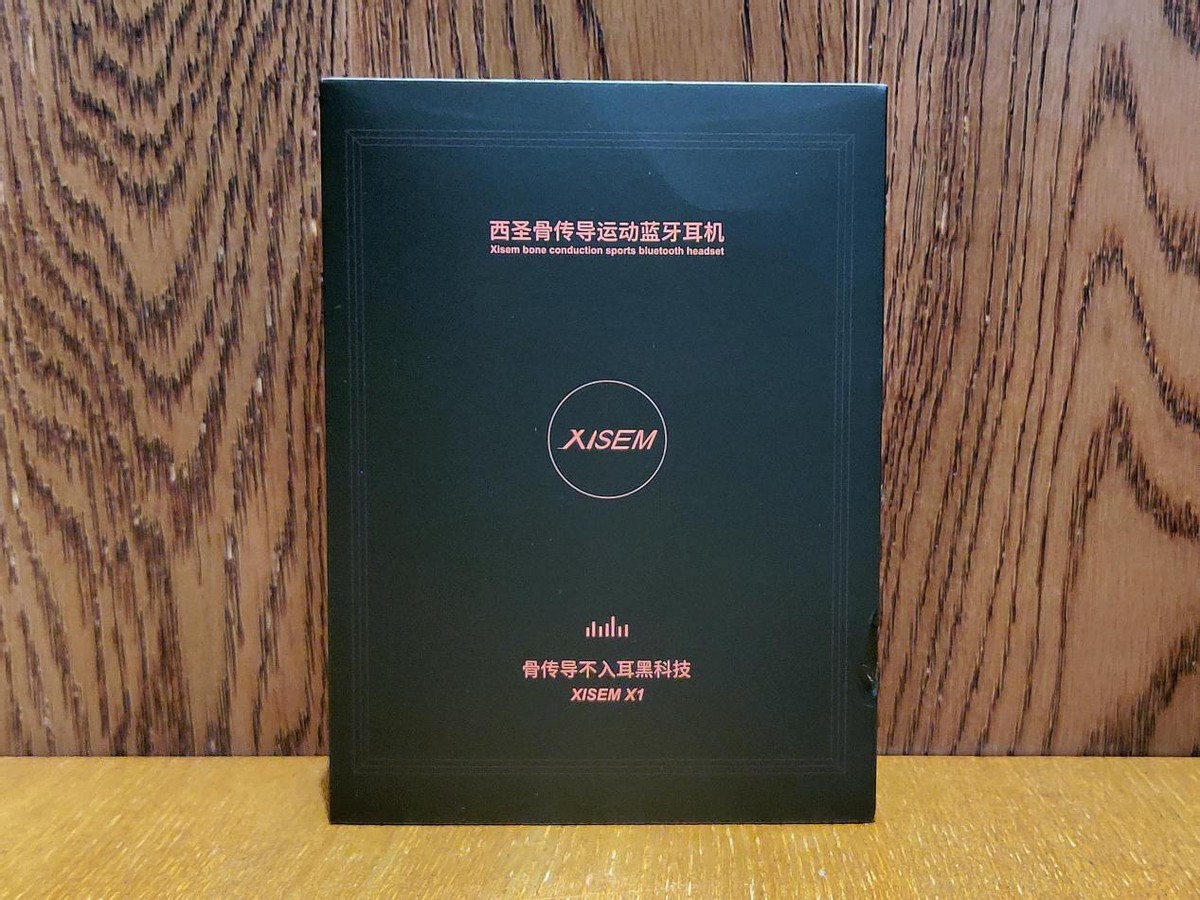 西圣骨传导运动蓝牙耳机
Xisem bone conduction sports bluetooth headset
XISEM
骨传导不入耳黑科技
XISEM X1